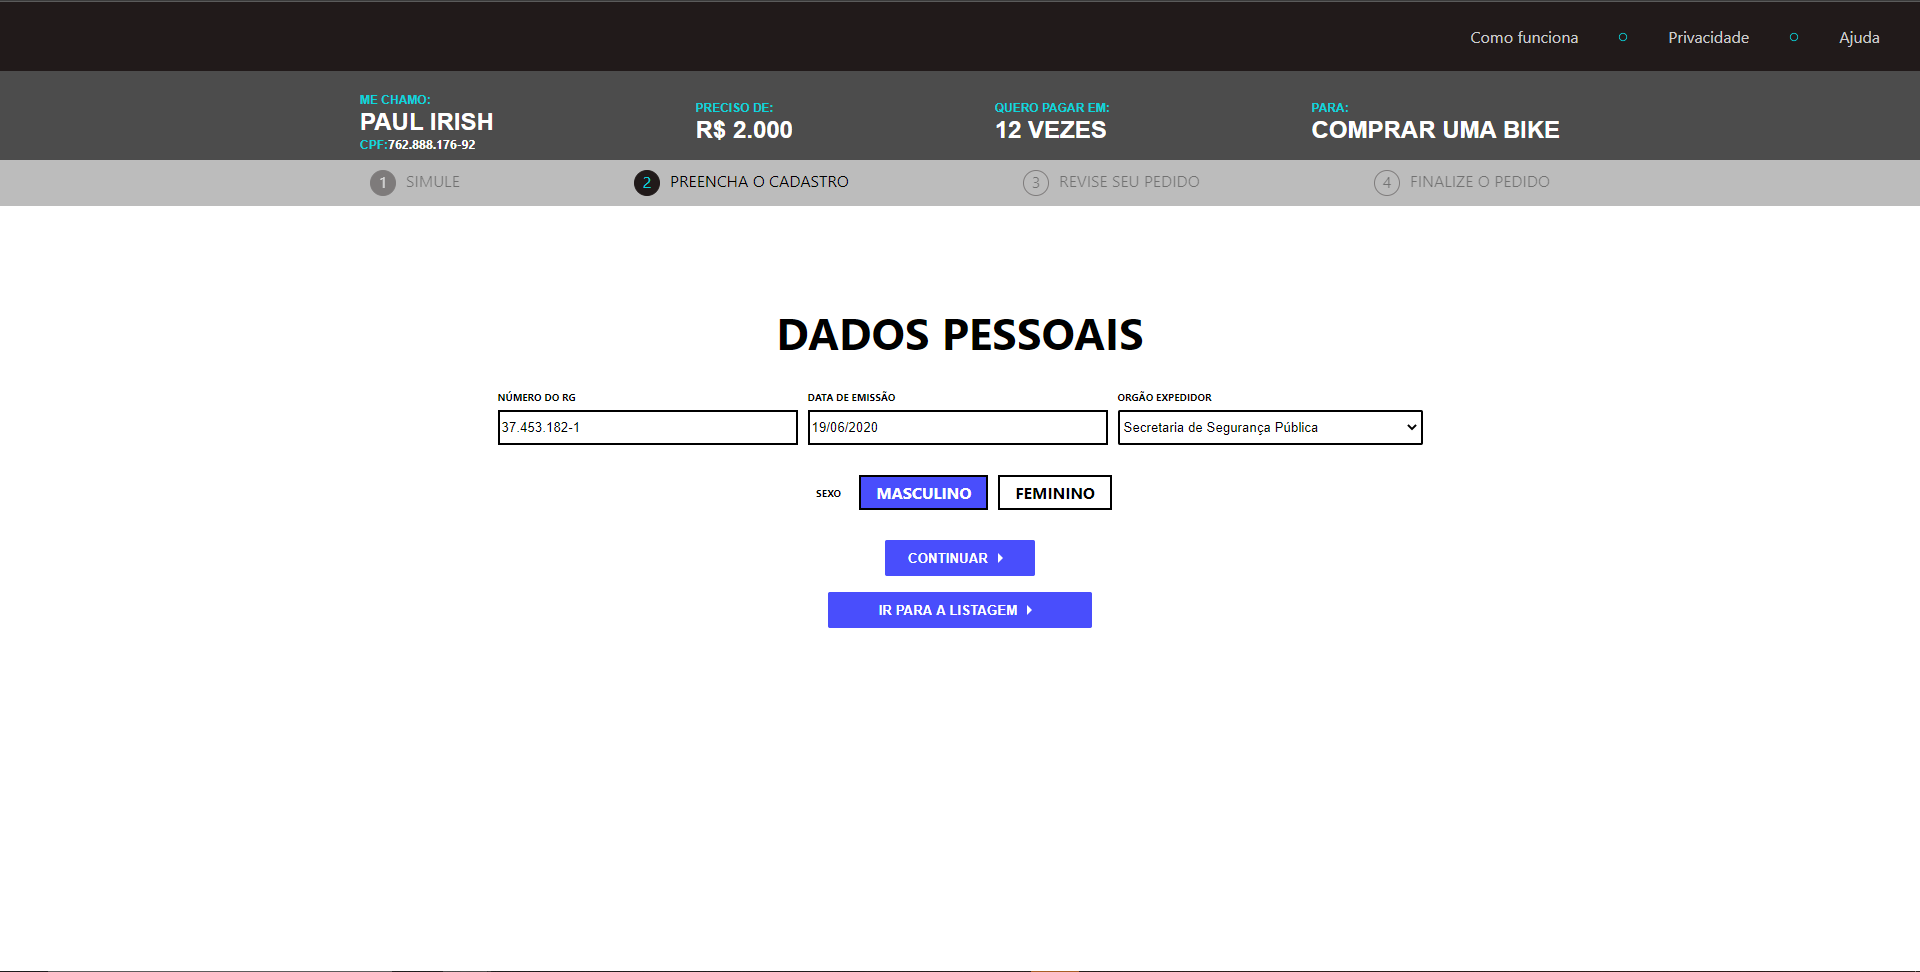 Como funciona
Privacidade
Ajuda
ME CHAMO:
PAUL IRISH
CPF:762.888.176-92
PRECISO DE:
R$ 2.000
QUERO PAGAR EM:
12 VEZES
PARA:
COMPRAR UMA BIKE
1 SIMULE
2 PREENCHA O CADASTRO
3 REVISE SEU PEDIDO
4 FINALIZE O PEDIDO
DADOS PESSOAIS
NÚMERO DO RG
37.453.182-1
DATA DE EMISSÃO
19/06/2020
ORGÃO EXPEDIDOR
Secretaria de Segurança Pública
SEXO
MASCULINO
FEMININO
CONTINUAR
IR PARA A LISTAGEM